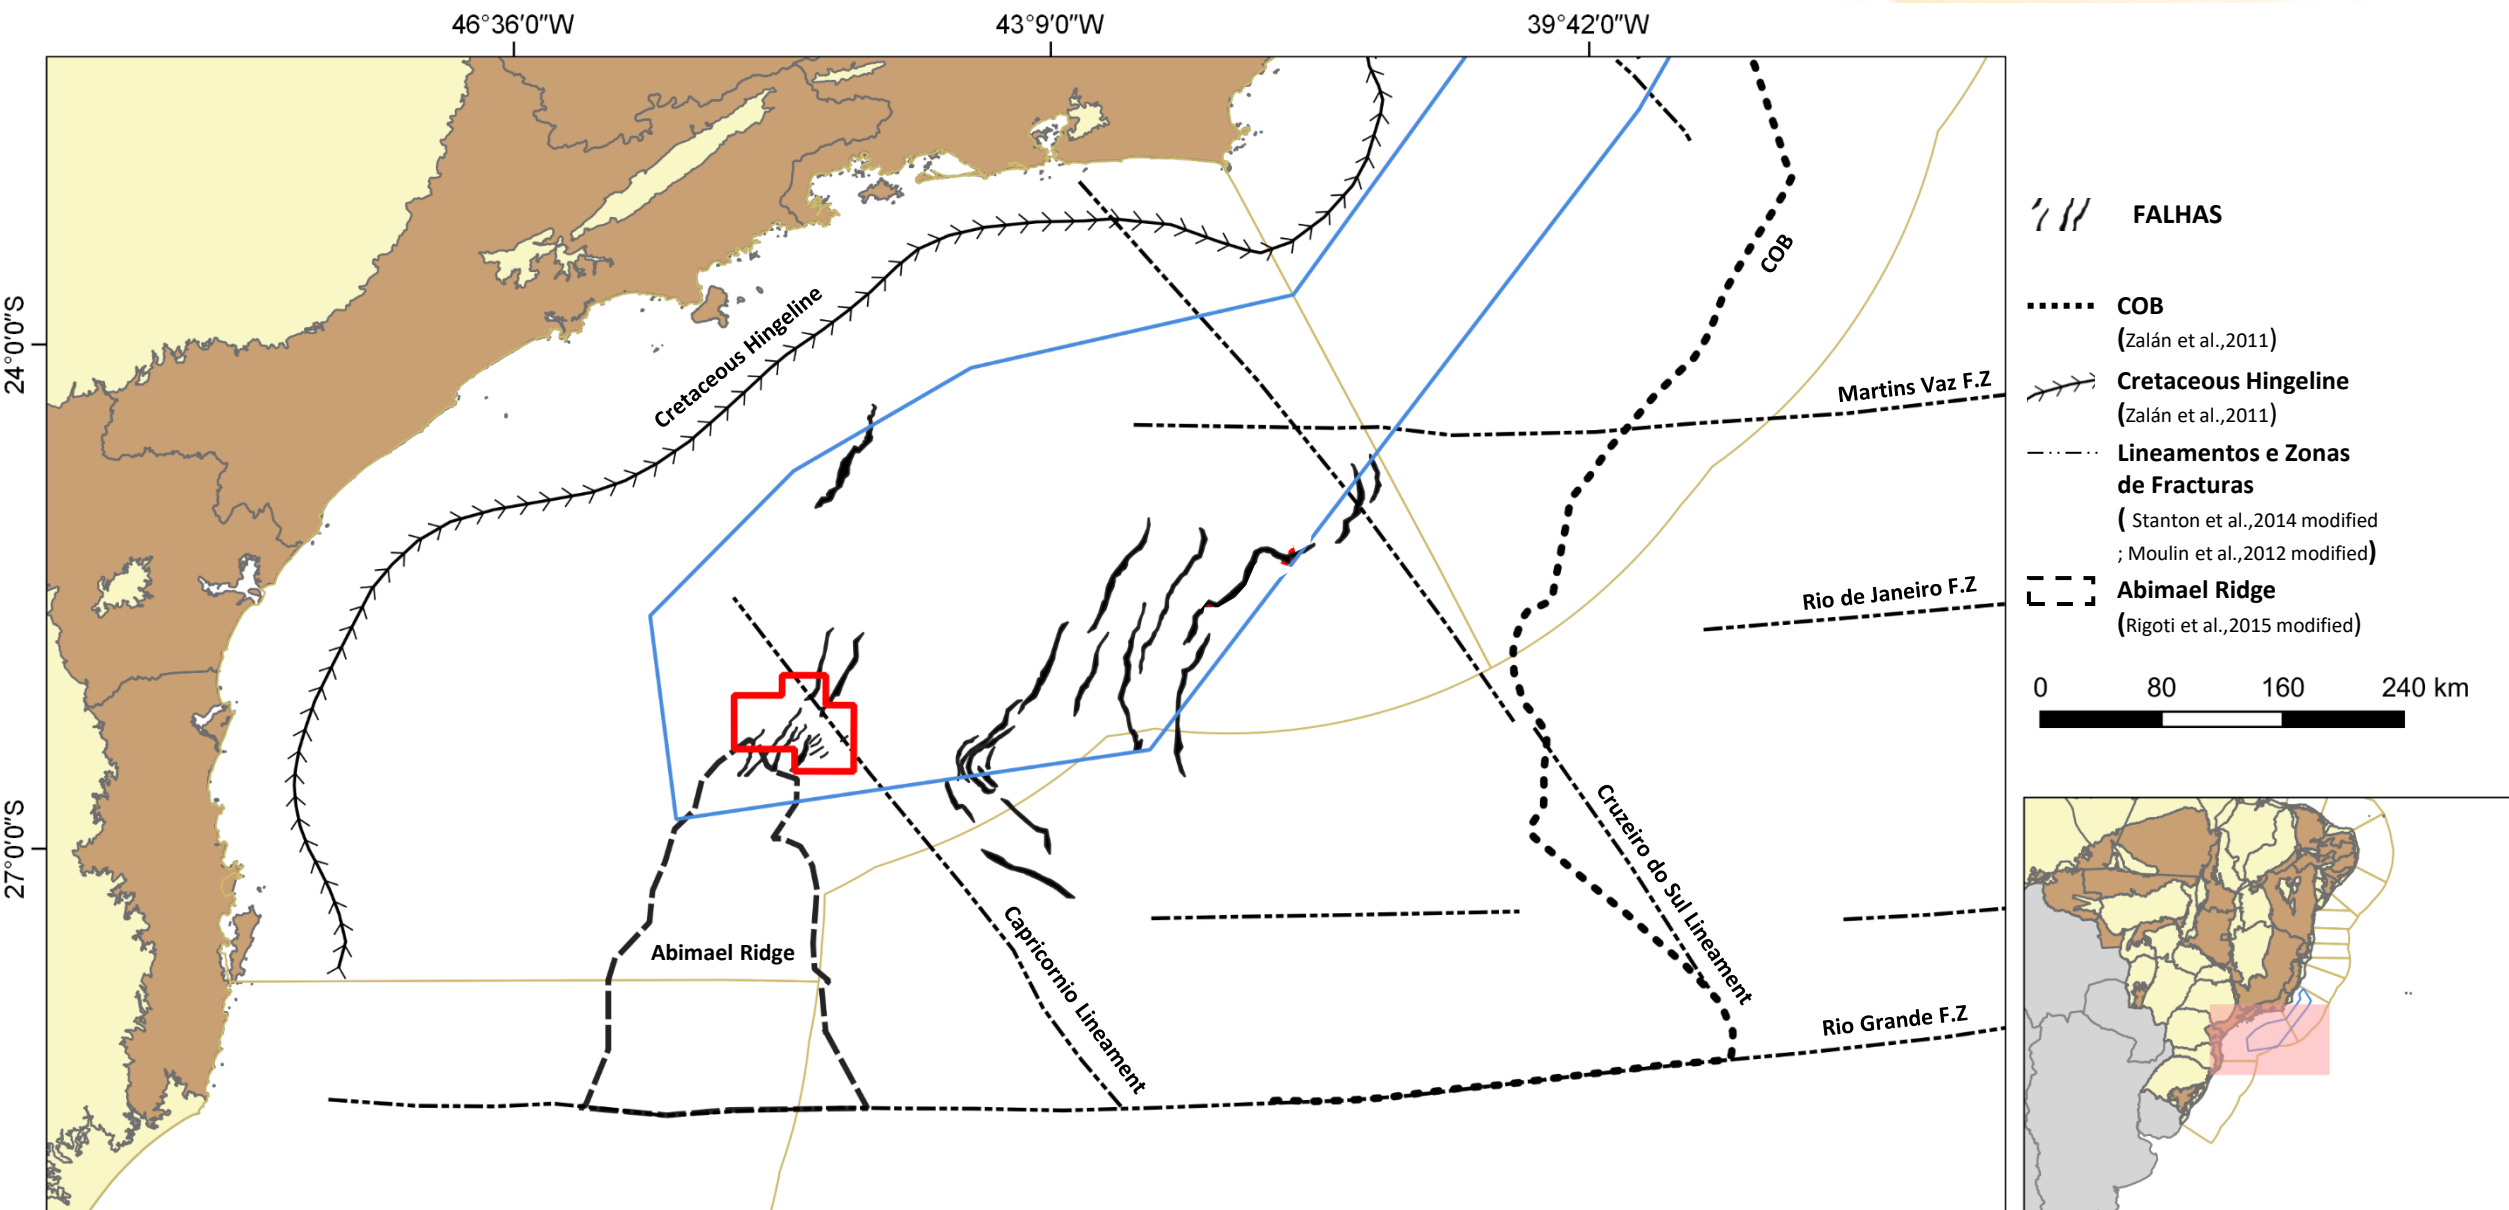 46°36'0"W
43°9'0"W
39°42'0"W
24°0'0"S
27°0'0"S
Cretaceous Hingeline
COB
Martins Vaz F.Z
Rio de Janeiro F.Z
Cruzeiro do Sul Lineament
Capricornio Lineament
Abimael Ridge
Rio Grande F.Z
FALHAS
COB
(Zalán et al.,2011)
Cretaceous Hingeline
(Zalán et al.,2011)
Lineamentos e Zonas
de Fracturas
( Stanton et al.,2014 modified
; Moulin et al.,2012 modified)
Abimael Ridge
(Rigoti et al.,2015 modified)
0 80 160 240 km